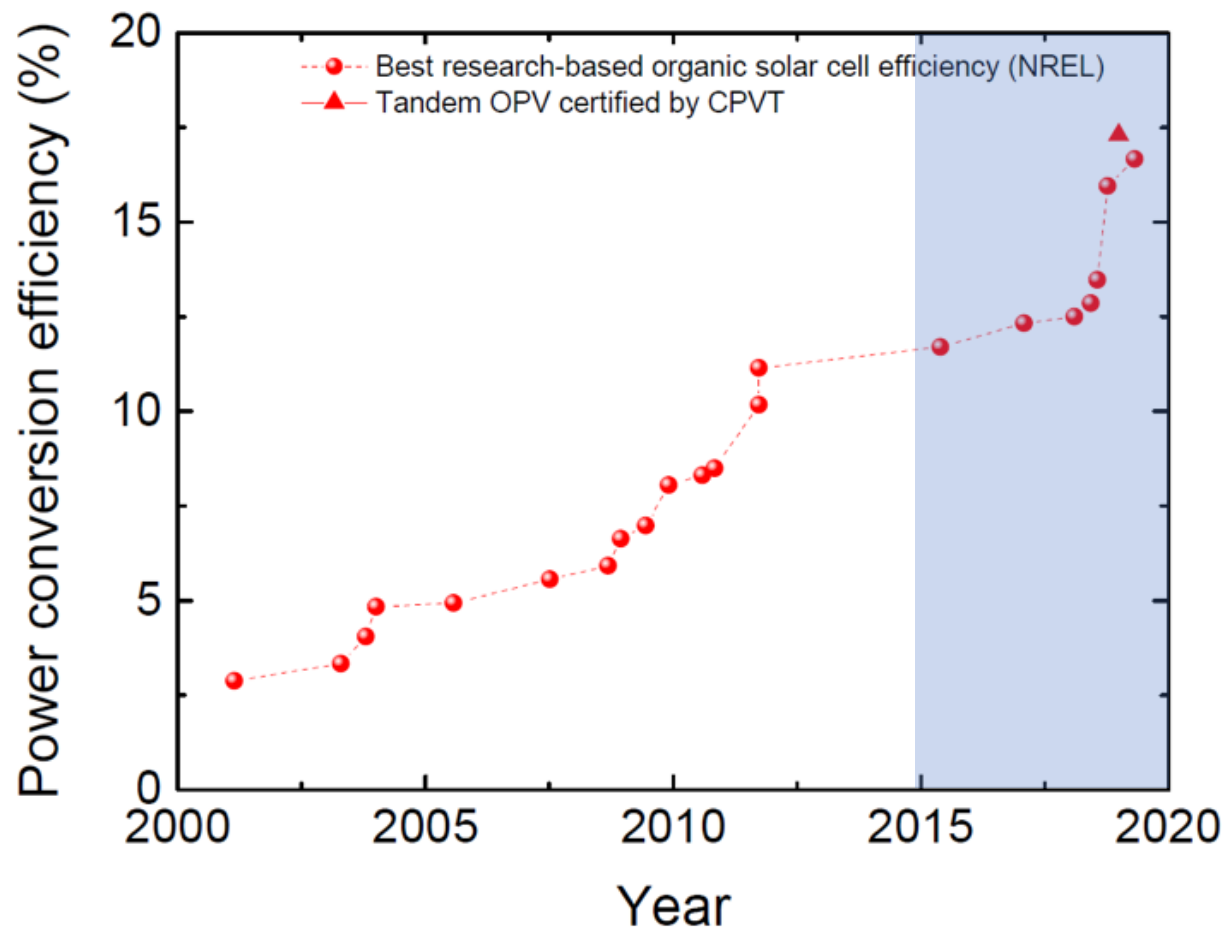 Power conversion efficiency (%)
20
15
10
5
0
Best research-based organic solar cell efficiency (NREL)
Tandem OPV certified by CPVT
2000 2005 2010 2015 2020
Year